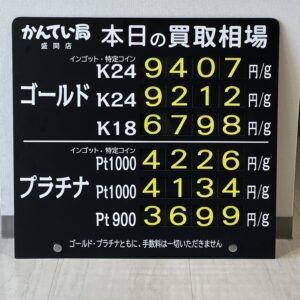 かんてい局 盛岡店 本日の買取相場
インゴット・特定コイン
K24 9407 円/g
ゴールド K24 9212 円/g
K18 6798 円/g
インゴット・特定コイン
Pt1000 4226 円/g
プラチナ Pt1000 4134 円/g
Pt900 3699 円/g
ゴールド・プラチナともに、手数料は一切いただきません